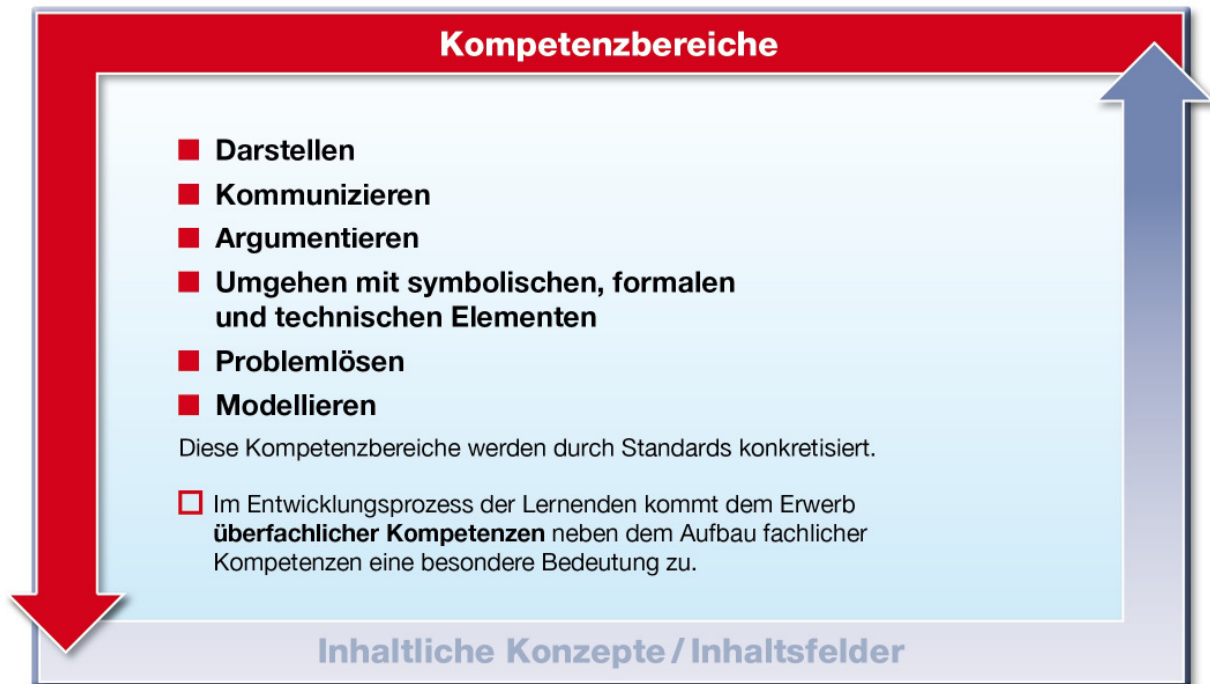 Kompetenzbereiche
Darstellen
Kommunizieren
Argumentieren
Umgehen mit symbolischen, formalen
und technischen Elementen
Problemlösen
Modellieren
Diese Kompetenzbereiche werden durch Standards konkretisiert.
Im Entwicklungsprozess der Lernenden kommt dem Erwerb
überfachlicher Kompetenzen neben dem Aufbau fachlicher
Kompetenzen eine besondere Bedeutung zu.
Inhaltliche Konzepte / Inhaltsfelder